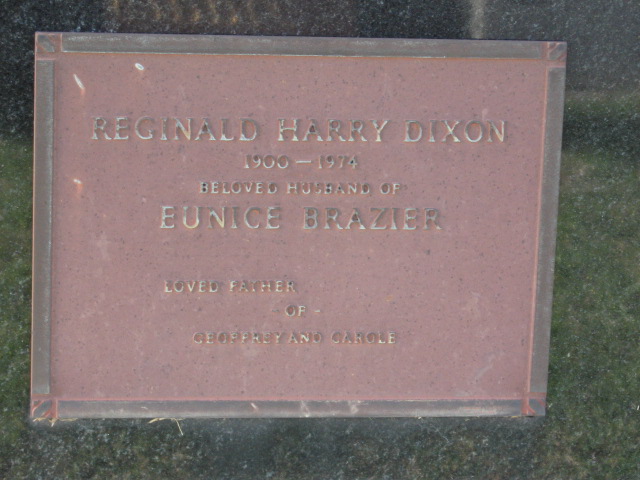 REGINALD HARRY DIXON
1900 - 1974
BELOVED HUSBAND OF
EUNICE BRAZIER
LOVED FATHER
- OF -
GEOFFREY AND CAROLE